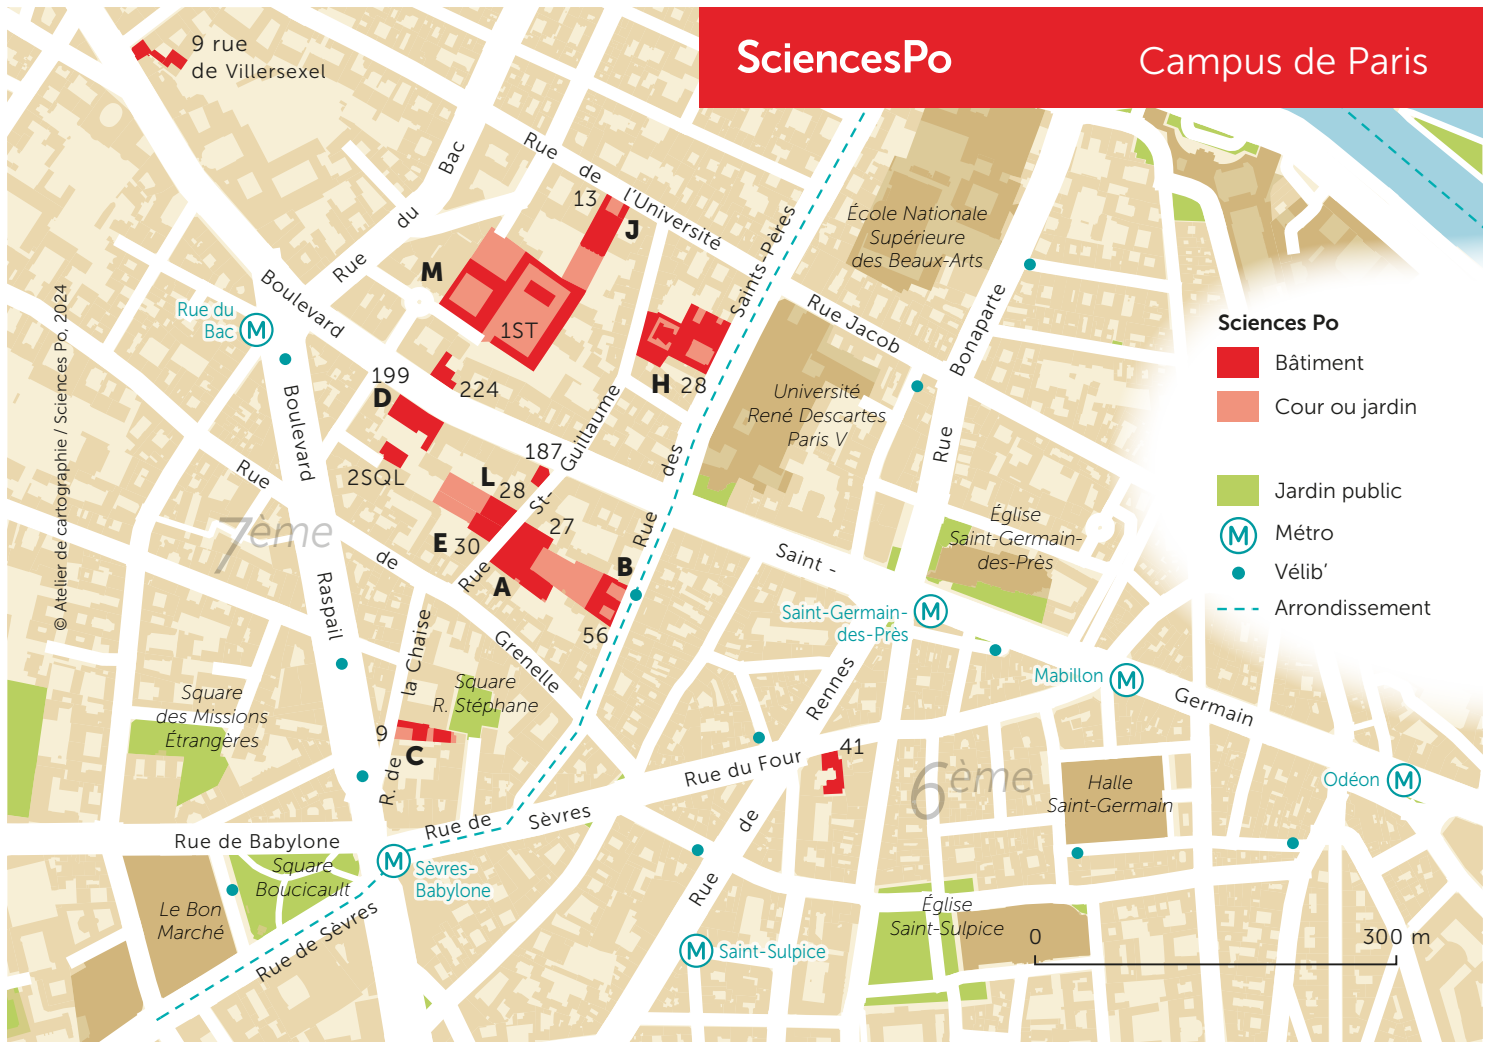 SciencesPo
Campus de Paris
9 rue
de Villersexel
Rue du Bac
Rue de l'Université
13
J
M
1ST
Saints-Pères
École Nationale
Supérieure
des Beaux-Arts
Boulevard
Rue du
Bac
M
Rue Jacob
Bonaparte
199
D
224
H 28
Université
René Descartes
Paris V
Guillaume
Boulevard
187
des
Rue
2SQL
L
28
St-
27
Rue
7ème
E 30
A
B
56
Rue
Rue
de
Saint -
Église
Saint-Germain-
des-Près
Raspail
la Chaise
Grenelle
Saint-Germain-
des-Près
M
Mabillon
M
Germain
Square
des Missions
Étrangères
Square
R. Stéphane
Rennes
9
C
R. de
41
Rue du Four
6ème
Halle
Saint-Germain
Odéon
M
Rue de Babylone
Rue de
Sèvres
de
Rue
M
Sèvres-
Babylone
Square
Boucicault
Le Bon
Marché
Rue de Sèvres
M
Saint-Sulpice
Église
Saint-Sulpice
0
300 m
Sciences Po
Bâtiment
Cour ou jardin
Jardin public
M
Métro
Vélib’
Arrondissement
© Atelier de cartographie / Sciences Po, 2024